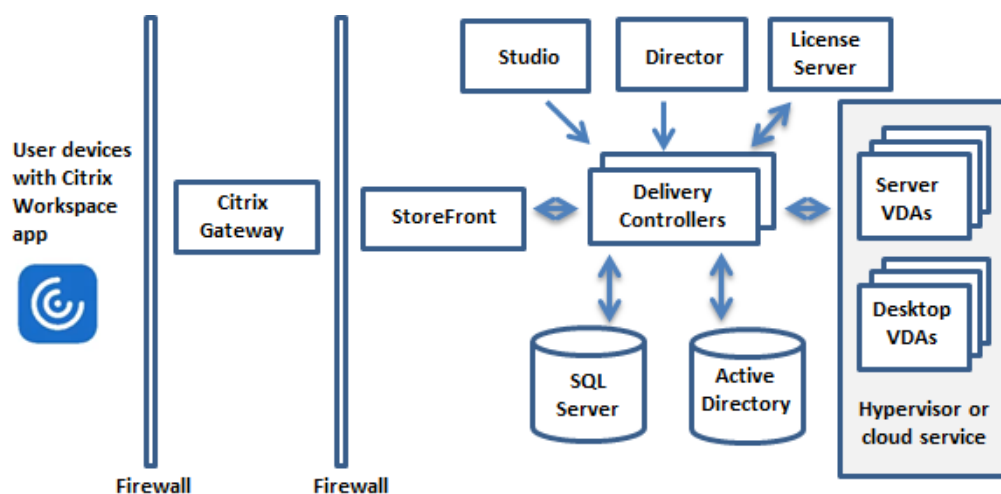 User devices
with Citrix
Workspace
app
Firewall
Citrix
Gateway
Firewall
StoreFront
Studio
Director
License
Server
Delivery
Controllers
SQL
Server
Active
Directory
Server
VDAs
Desktop
VDAs
Hypervisor or
cloud service